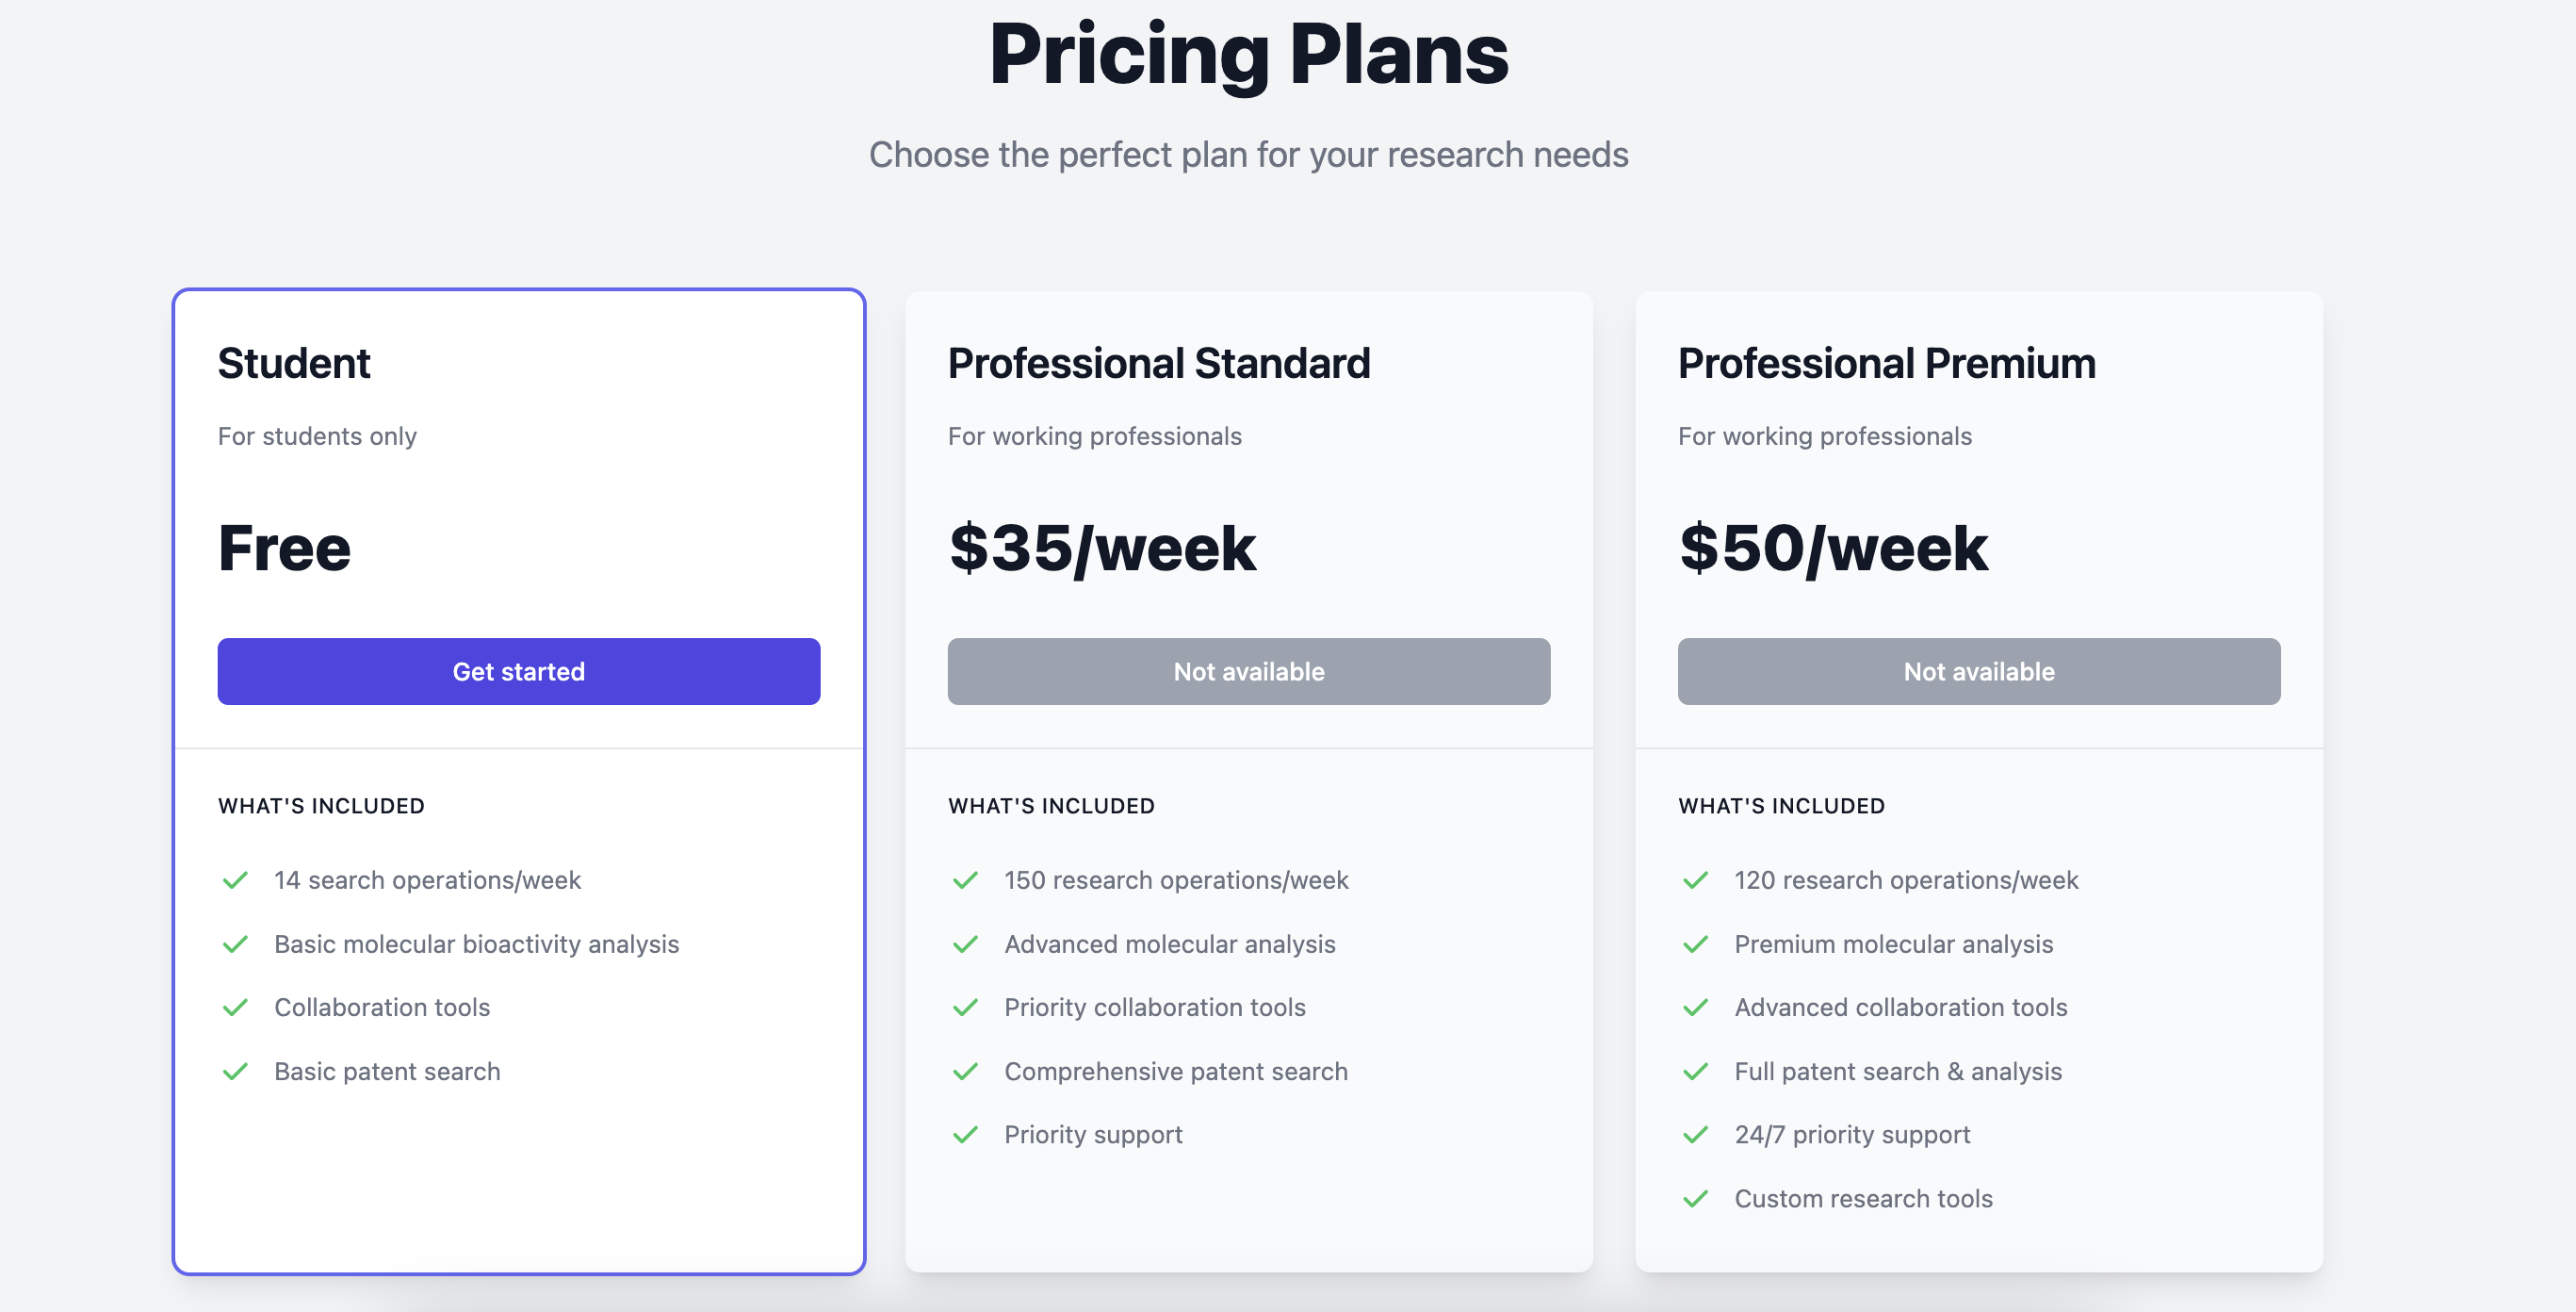 Pricing Plans
Choose the perfect plan for your research needs
Student
For students only
Free
Get started
WHAT'S INCLUDED
14 search operations/week
Basic molecular bioactivity analysis
Collaboration tools
Basic patent search
Professional Standard
For working professionals
$35/week
Not available
WHAT'S INCLUDED
150 research operations/week
Advanced molecular analysis
Priority collaboration tools
Comprehensive patent search
Priority support
Professional Premium
For working professionals
$50/week
Not available
WHAT'S INCLUDED
120 research operations/week
Premium molecular analysis
Advanced collaboration tools
Full patent search & analysis
24/7 priority support
Custom research tools